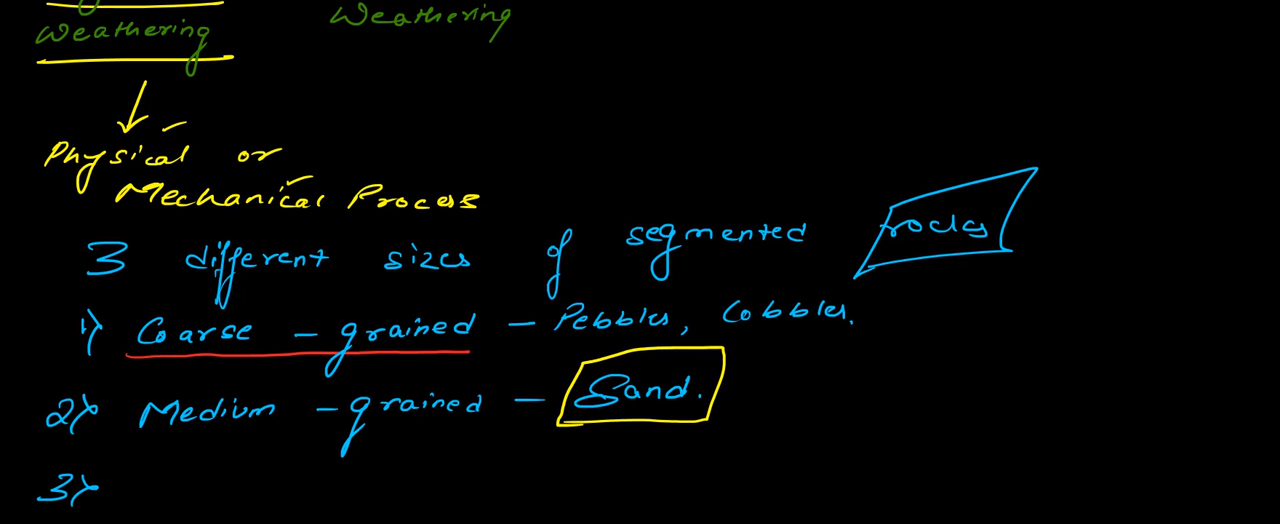 Weathering Weathering
Physical or
Mechanical Process
3 different sizes of segmented rocks
1) Coarse - grained - Pebbles, Cobbles.
2) Medium - grained - Sand.
3)